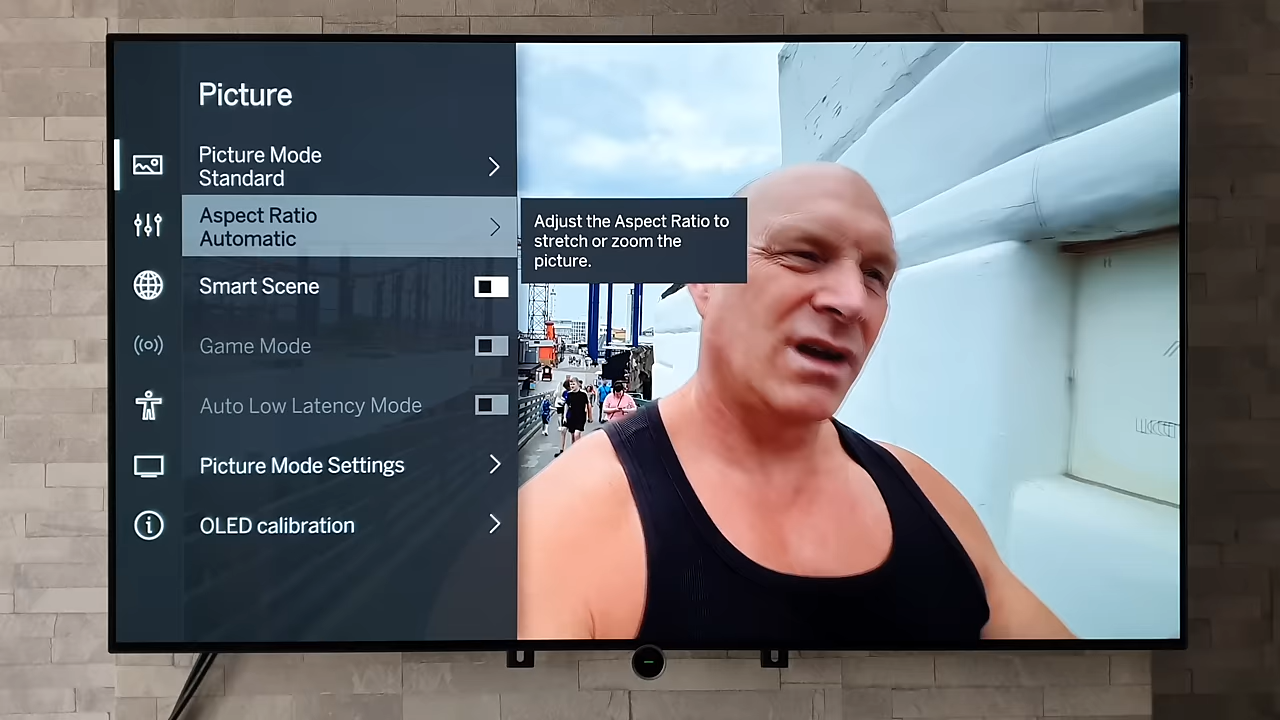 Picture
Picture Mode
Standard
Aspect Ratio
Automatic
Adjust the Aspect Ratio to
stretch or zoom the
picture.
Smart Scene
Game Mode
Auto Low Latency Mode
Picture Mode Settings
OLED calibration